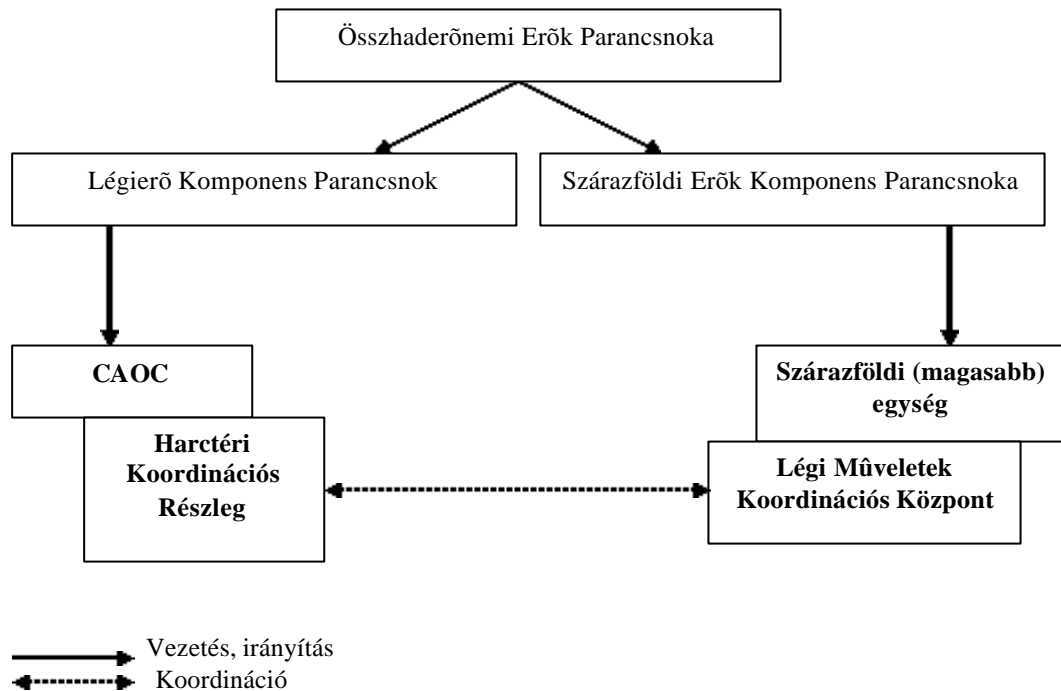 Összhaderõnemi Erõk Parancsnoka
Légierõ Komponens Parancsnok
Szárazföldi Erõk Komponens Parancsnoka
CAOC
Szárazföldi (magasabb)
egység
Harctéri
Koordinációs
Részleg
Légi Mûveletek
Koordinációs Központ
Vezetés, irányítás
Koordináció